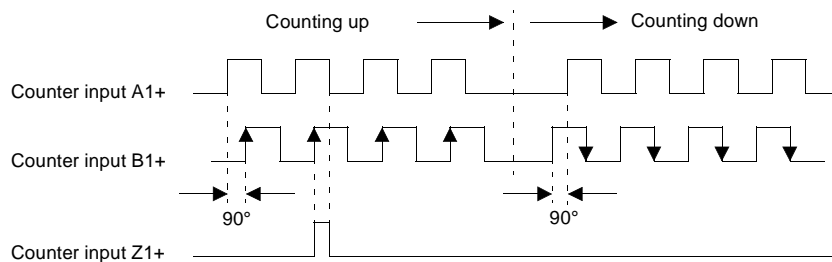 Counting up
Counting down
Counter input A1+
Counter input B1+
90°
90°
Counter input Z1+